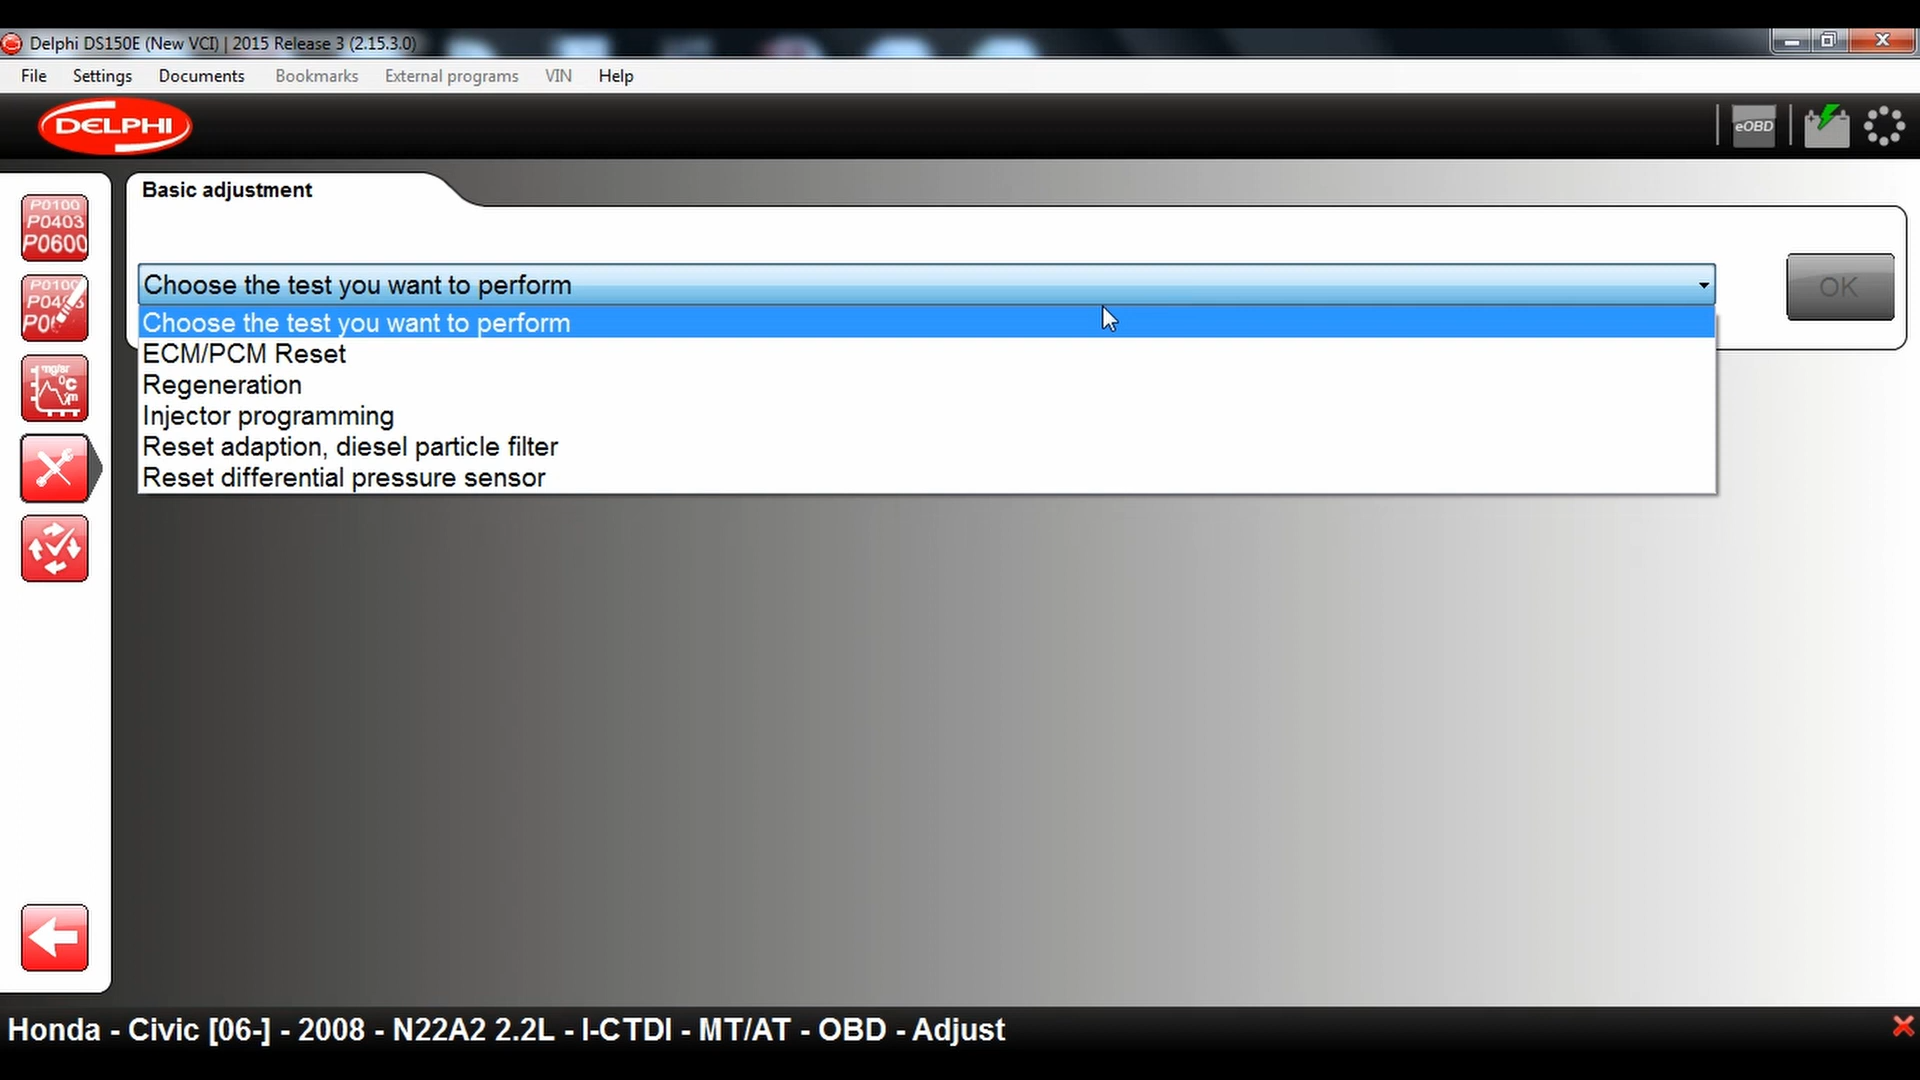 Delphi DS150E (New VCI) | 2015 Release 3 (2.15.3.0)
File Settings Documents Bookmarks External programs VIN Help
DELPHI
eOBD
Basic adjustment
P0100
P0403
P0600
P0100
Choose the test you want to perform
OK
Choose the test you want to perform
ECM/PCM Reset
Regeneration
Injector programming
Reset adaption, diesel particle filter
Reset differential pressure sensor
°C
Honda - Civic [06-] - 2008 - N22A2 2.2L - I-CTDI - MT/AT - OBD - Adjust